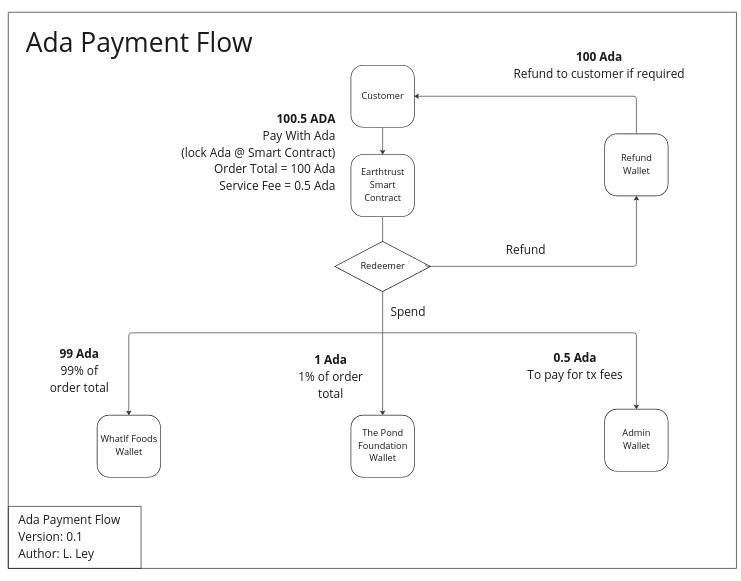 Ada Payment Flow
100 Ada
Refund to customer if required
Customer
100.5 ADA
Pay With Ada
(lock Ada @ Smart Contract)
Order Total = 100 Ada
Service Fee = 0.5 Ada
Earthtrust
Smart
Contract
Refund
Wallet
Redeemer
Refund
Spend
99 Ada
99% of
order total
1 Ada
1% of order
total
0.5 Ada
To pay for tx fees
WhatIf Foods
Wallet
The Pond
Foundation
Wallet
Admin
Wallet
Ada Payment Flow
Version: 0.1
Author: L. Ley